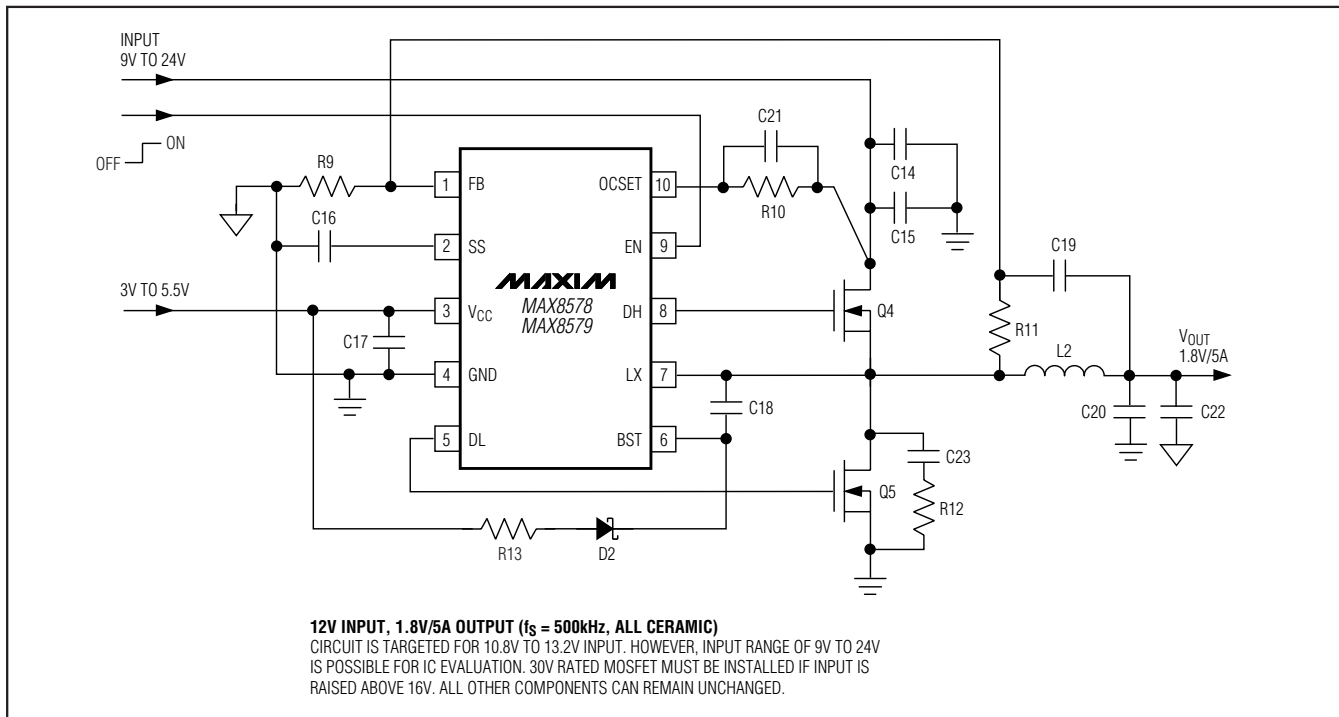 INPUT
9V TO 24V
OFF
ON
R9
C16
3V TO 5.5V
C17
1
FB
2
SS
3
VCC
4
GND
5
DL
MAXIM
MAX8578
MAX8579
OCSET
10
EN
9
DH
8
LX
7
BST
6
C21
R10
C14
C15
Q4
C18
Q5
C23
R12
R13
D2
C19
R11
L2
VOUT
1.8V/5A
C20
C22
12V INPUT, 1.8V/5A OUTPUT (fS = 500kHz, ALL CERAMIC)
CIRCUIT IS TARGETED FOR 10.8V TO 13.2V INPUT. HOWEVER, INPUT RANGE OF 9V TO 24V
IS POSSIBLE FOR IC EVALUATION. 30V RATED MOSFET MUST BE INSTALLED IF INPUT IS
RAISED ABOVE 16V. ALL OTHER COMPONENTS CAN REMAIN UNCHANGED.